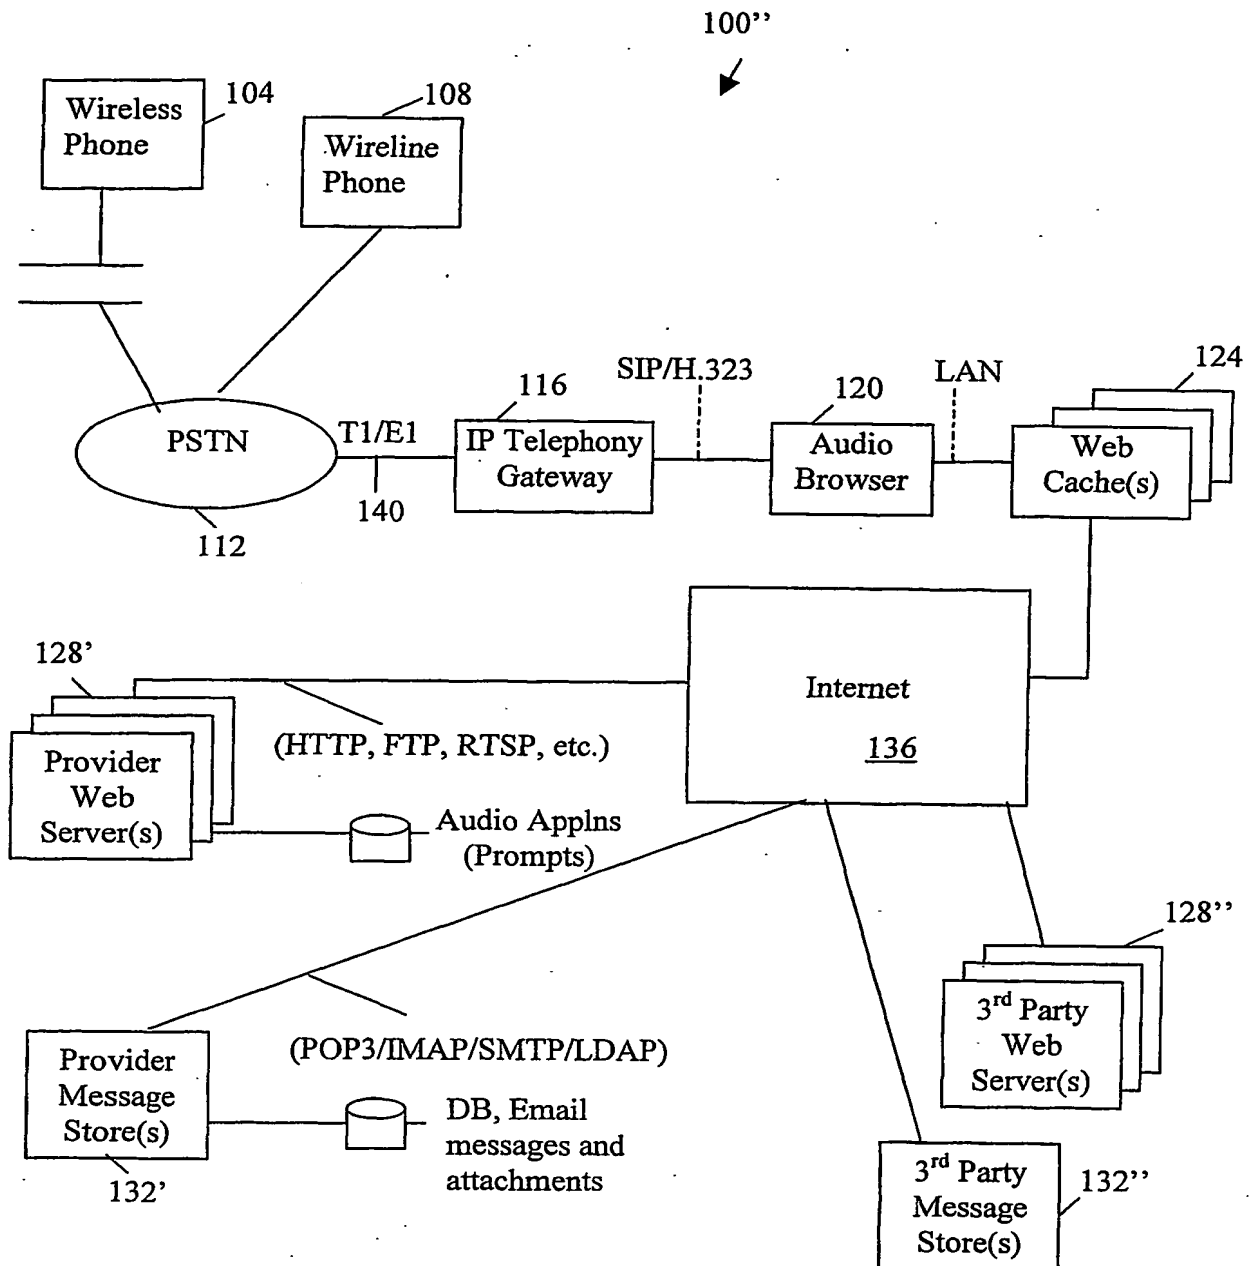 100’’
Wireless
Phone
104
108
Wireline
Phone
SIP/H.323
LAN
124
116
120
PSTN
T1/E1
IP Telephony
Gateway
Audio
Browser
Web
Cache(s)
140
112
128’
Internet
136
(HTTP, FTP, RTSP, etc.)
Provider
Web
Server(s)
Audio Applns
(Prompts)
128’’
3rd Party
Web
Server(s)
(POP3/IMAP/SMTP/LDAP)
Provider
Message
Store(s)
DB, Email
messages and
attachments
132’
3rd Party
Message
Store(s)
132’’